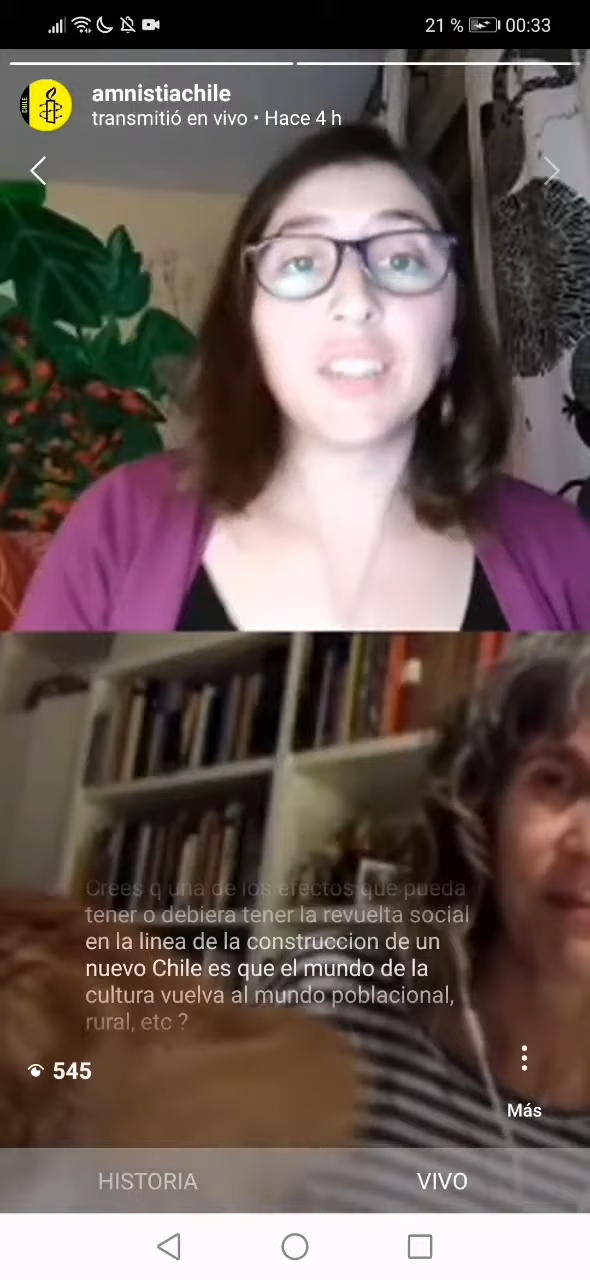 21 % 00:33
CHILE
amnistiachile
transmitió en vivo • Hace 4 h
Crees q una de los efectos que pueda
tener o debiera tener la revuelta social
en la linea de la construccion de un
nuevo Chile es que el mundo de la
cultura vuelva al mundo poblacional,
rural, etc ?
545
Más
HISTORIA VIVO